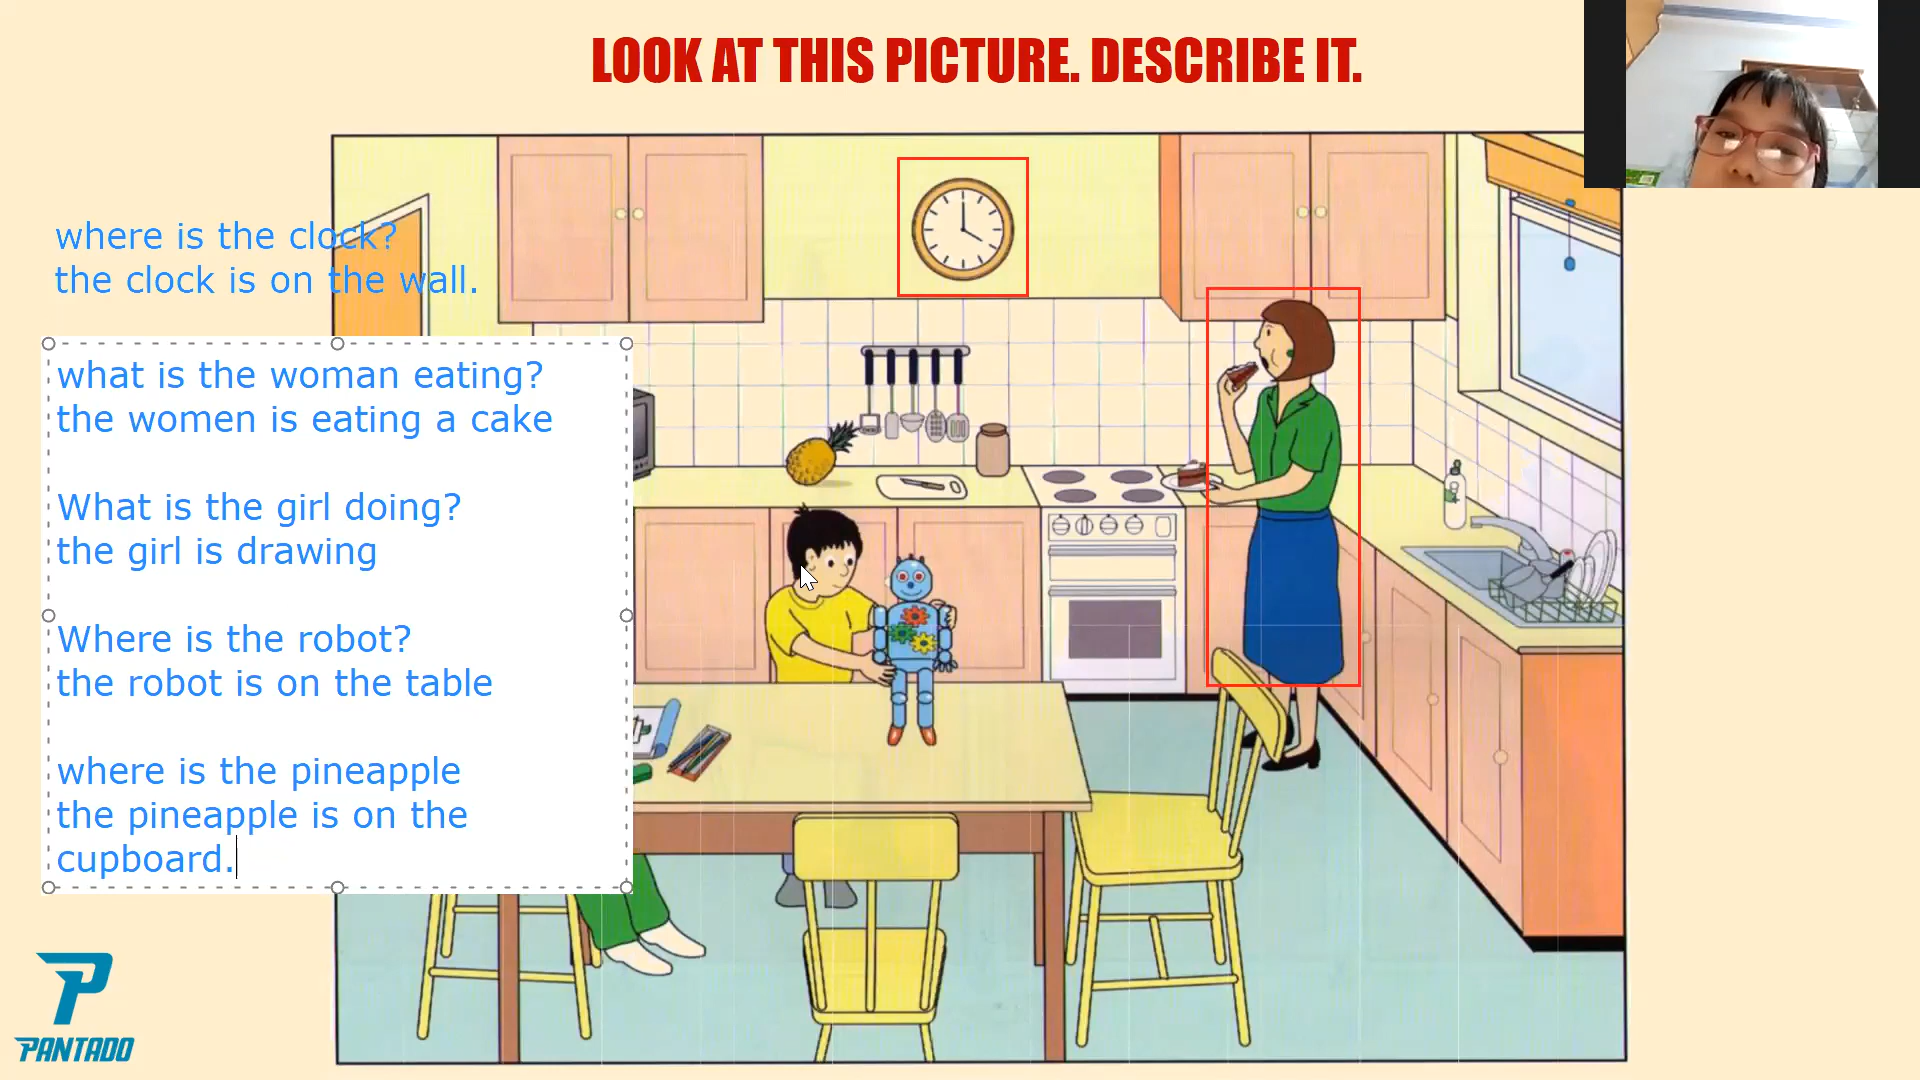 LOOK AT THIS PICTURE. DESCRIBE IT.
where is the clock?
the clock is on the wall.
what is the woman eating?
the women is eating a cake
What is the girl doing?
the girl is drawing
Where is the robot?
the robot is on the table
where is the pineapple
the pineapple is on the
cupboard.
PANTADO